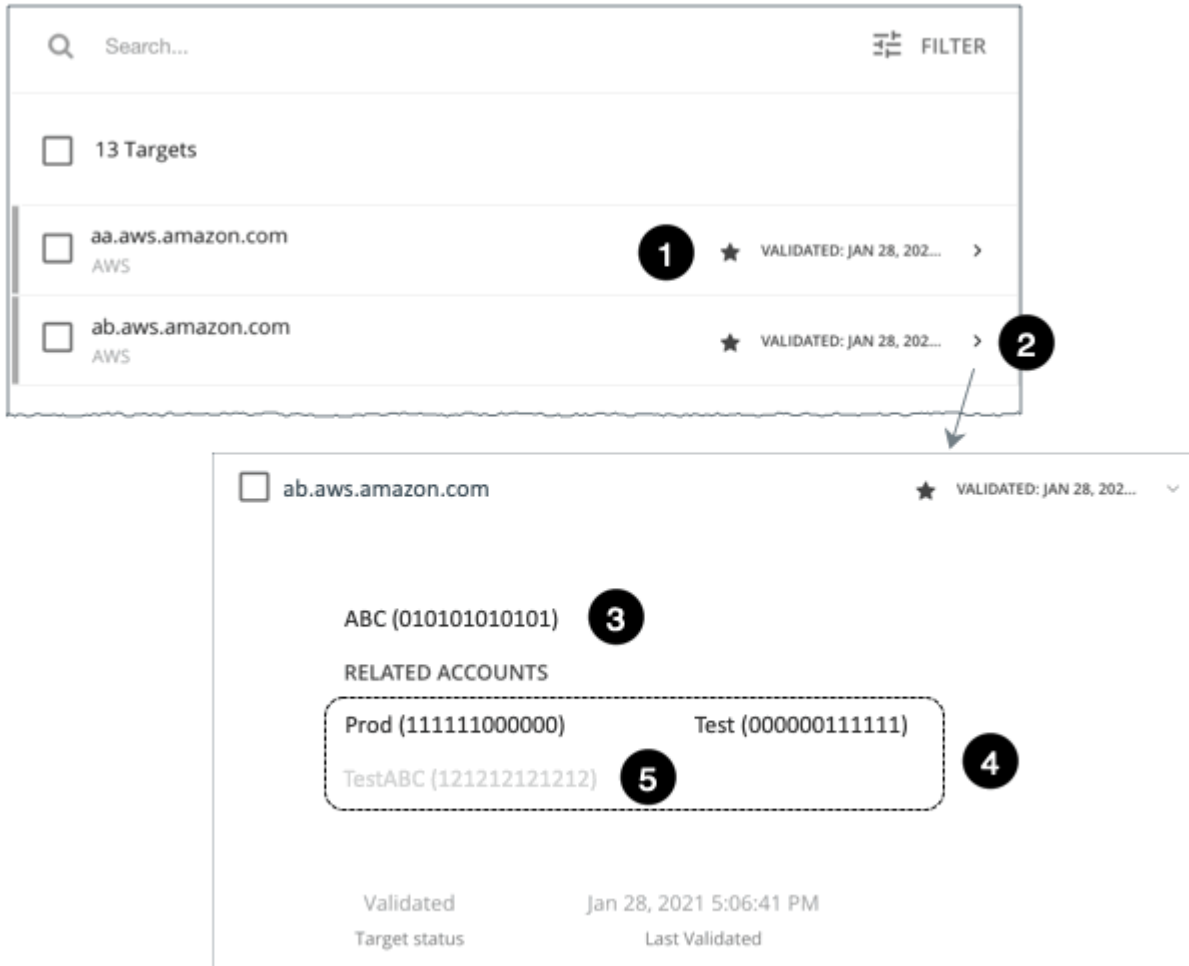 Search...
FILTER
13 Targets
aa.aws.amazon.com
AWS
1
VALIDATED: JAN 28, 202...
ab.aws.amazon.com
AWS
VALIDATED: JAN 28, 202...
2
ab.aws.amazon.com
VALIDATED: JAN 28, 202...
ABC (010101010101)
3
RELATED ACCOUNTS
Prod (111111000000)
Test (000000111111)
4
TestABC (121212121212)
5
Validated
Jan 28, 2021 5:06:41 PM
Target status
Last Validated